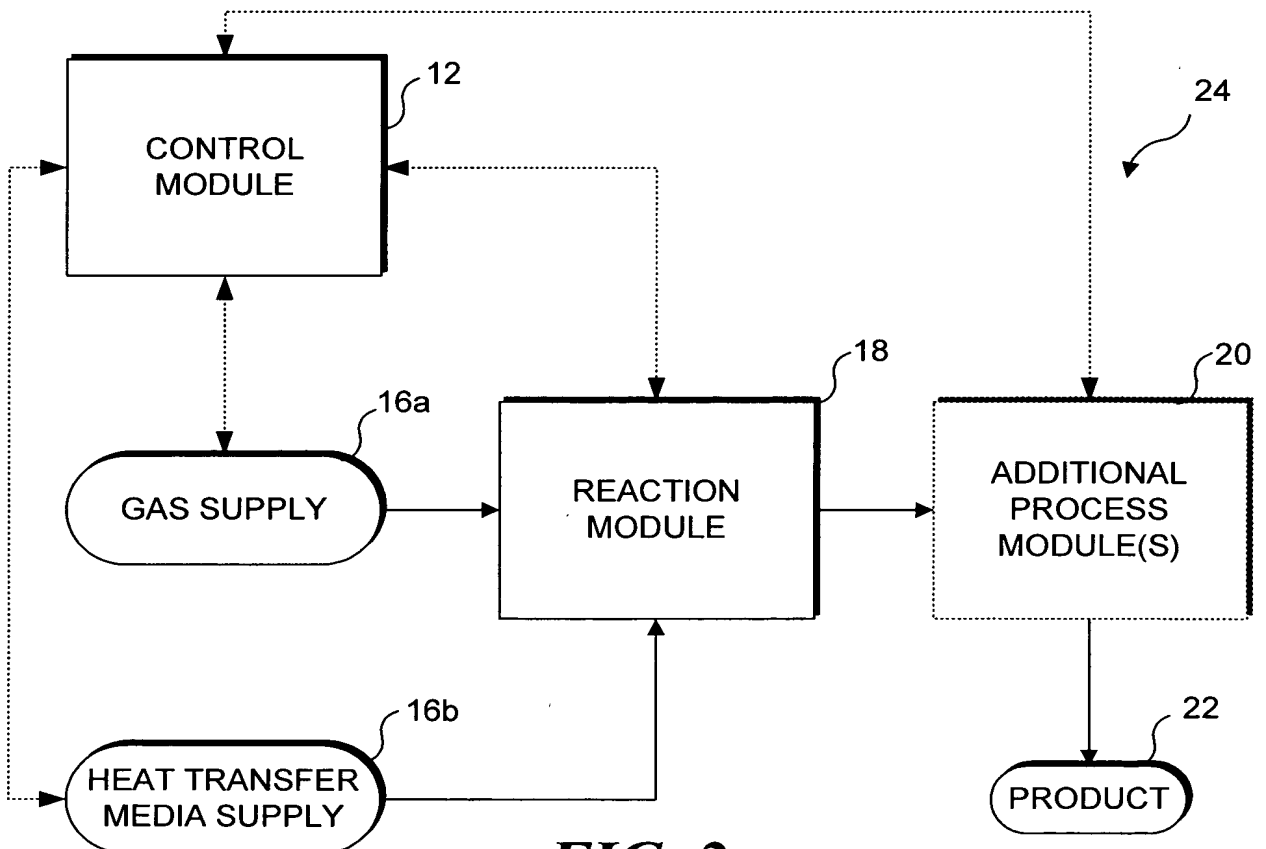 12
24
CONTROL
MODULE
18
20
16a
GAS SUPPLY
REACTION
MODULE
ADDITIONAL
PROCESS
MODULE(S)
16b
22
HEAT TRANSFER
MEDIA SUPPLY
PRODUCT